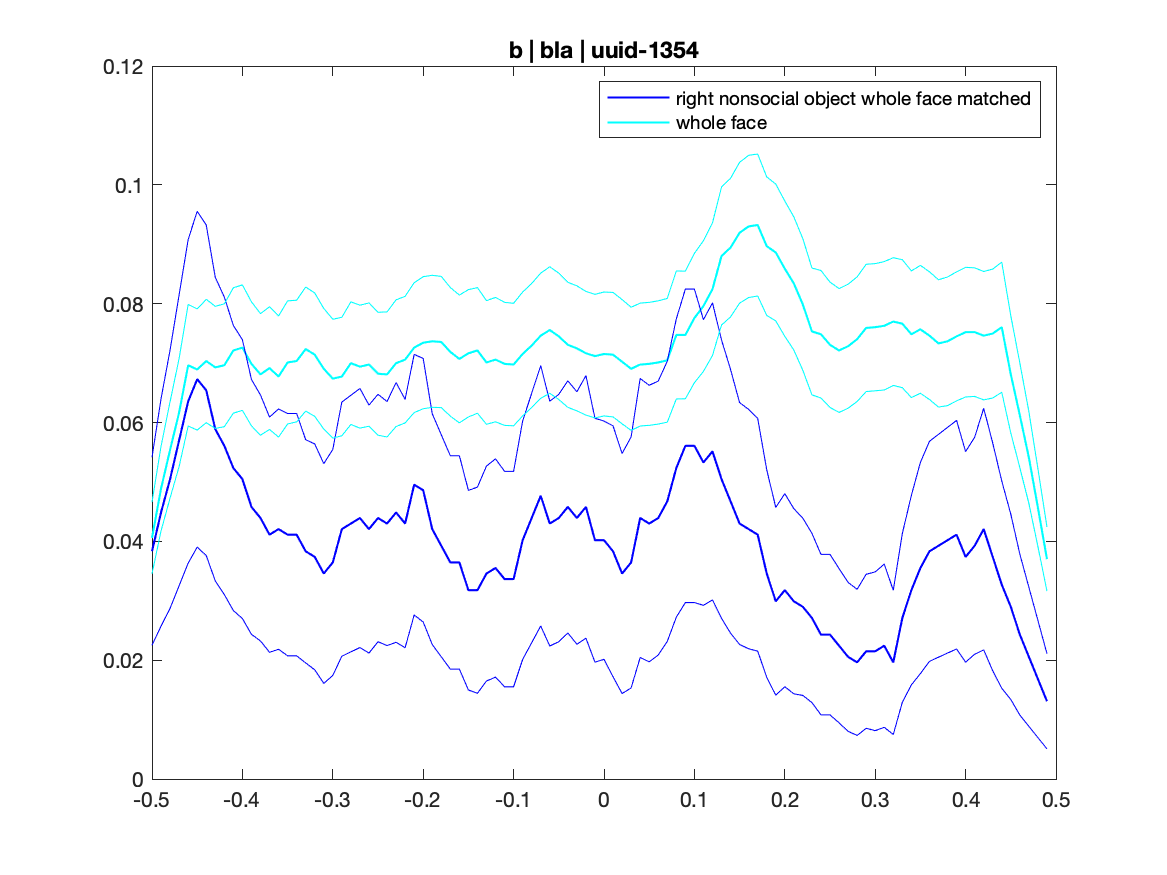 b | bla | uuid-1354
right nonsocial object whole face matched
whole face
0.12
0.1
0.08
0.06
0.04
0.02
0
-0.5 -0.4 -0.3 -0.2 -0.1 0 0.1 0.2 0.3 0.4 0.5